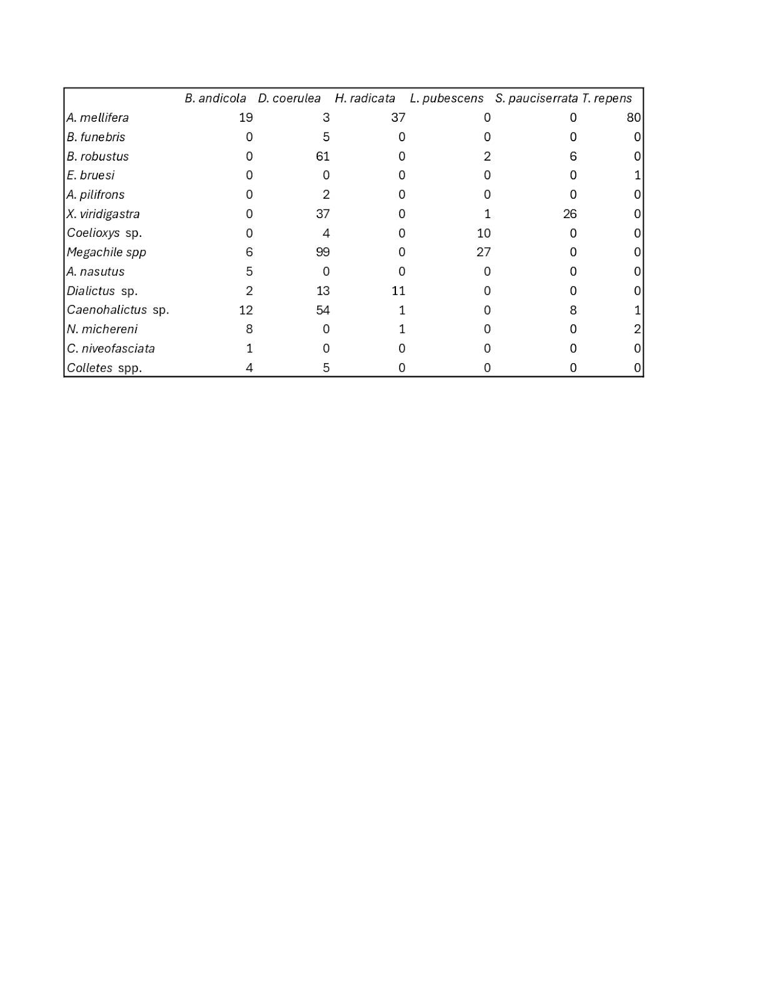 B. andicola D. coerulea H. radicata L. pubescens S. pauciserrata T. repens
A. mellifera 19 3 37 0 0 80
B. funebris 0 5 0 0 0 0
B. robustus 0 61 0 2 6 0
E. bruesi 0 0 0 0 0 1
A. pilifrons 0 2 0 0 0 0
X. viridigastra 0 37 0 1 26 0
Coelioxys sp. 0 4 0 10 0 0
Megachile spp 6 99 0 27 0 0
A. nasutus 5 0 0 0 0 0
Dialictus sp. 2 13 11 0 0 0
Caenohalictus sp. 12 54 1 0 8 1
N. michereni 8 0 1 0 0 2
C. niveofasciata 1 0 0 0 0 0
Colletes spp. 4 5 0 0 0 0